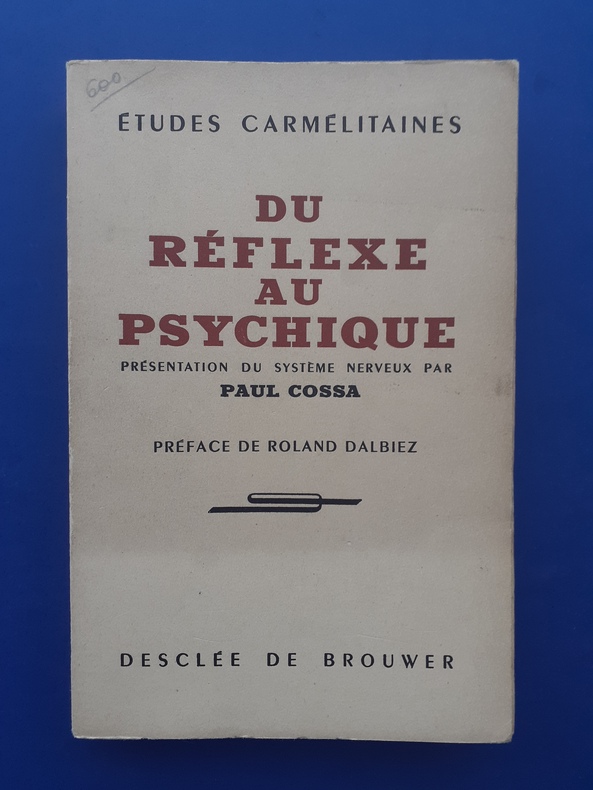 600
ÉTUDES CARMÉLITAINES
DU
RÉFLEXE
AU
PSYCHIQUE
PRÉSENTATION DU SYSTÈME NERVEUX PAR
PAUL COSSA
PRÉFACE DE ROLAND DALBIEZ
DESCLÉE DE BROUWER